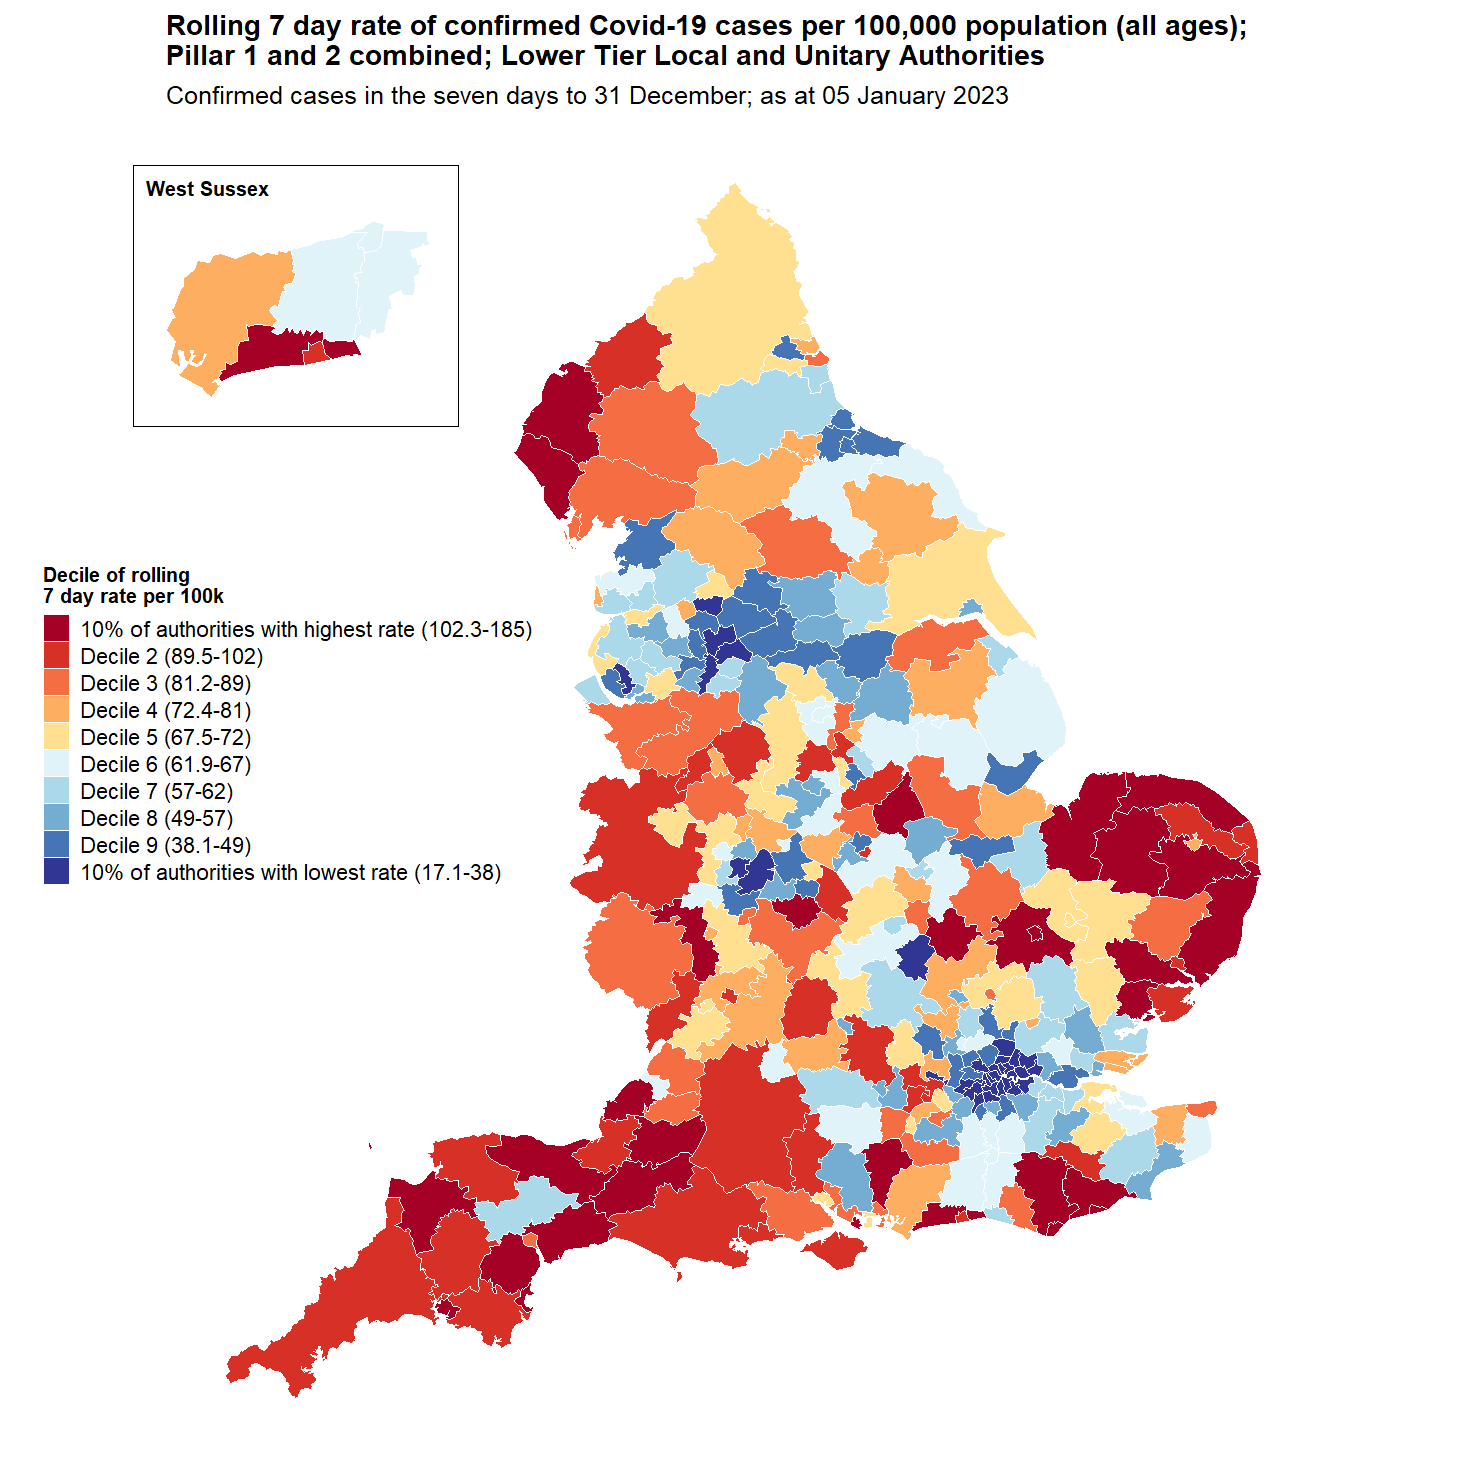 Rolling 7 day rate of confirmed Covid-19 cases per 100,000 population (all ages);
Pillar 1 and 2 combined; Lower Tier Local and Unitary Authorities
Confirmed cases in the seven days to 31 December; as at 05 January 2023
West Sussex
Decile of rolling
7 day rate per 100k
10% of authorities with highest rate (102.3-185)
Decile 2 (89.5-102)
Decile 3 (81.2-89)
Decile 4 (72.4-81)
Decile 5 (67.5-72)
Decile 6 (61.9-67)
Decile 7 (57-62)
Decile 8 (49-57)
Decile 9 (38.1-49)
10% of authorities with lowest rate (17.1-38)